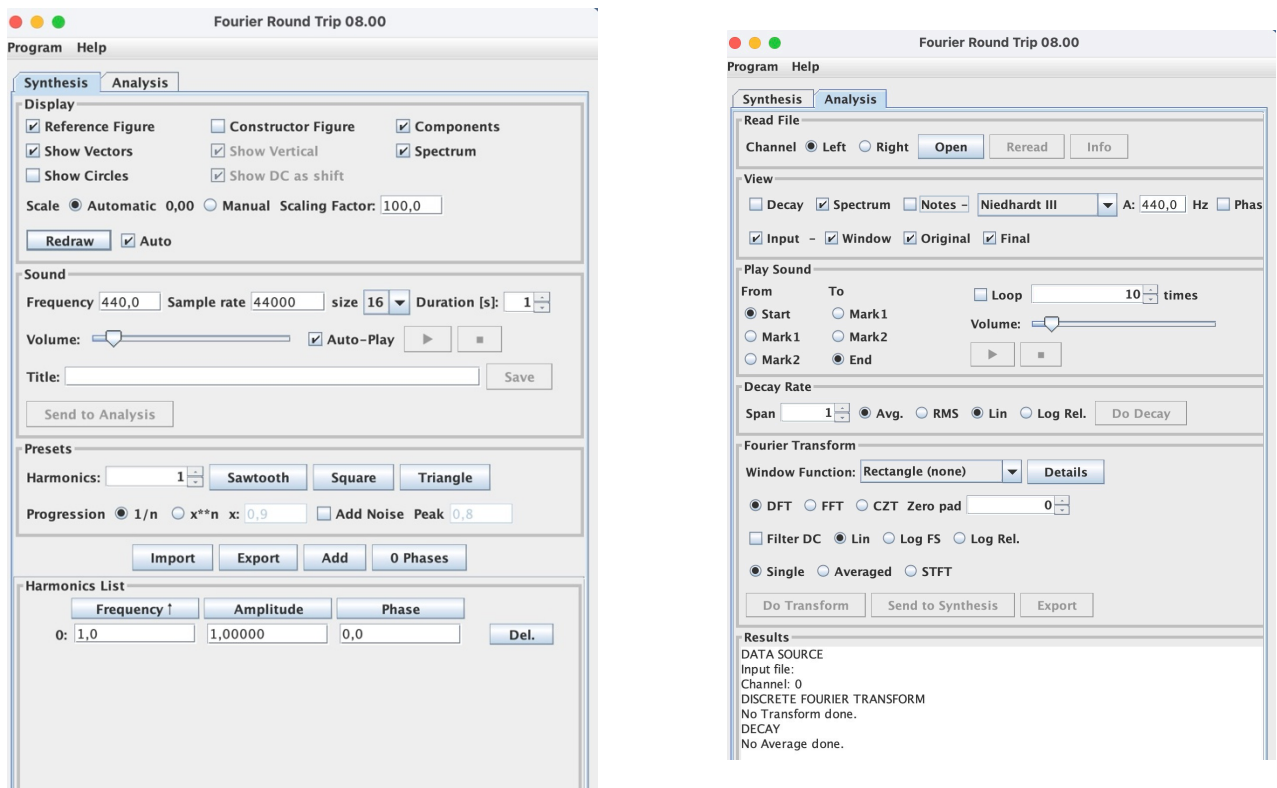 Fourier Round Trip 08.00
Program Help
Synthesis Analysis
Display
Reference Figure Constructor Figure Components
Show Vectors Show Vertical Spectrum
Show Circles Show DC as shift
Scale Automatic 0,00 Manual Scaling Factor: 100,0
Redraw Auto
Sound
Frequency 440,0 Sample rate 44000 size 16 Duration [s]: 1
Volume: Auto-Play
Title: Save
Send to Analysis
Presets
Harmonics: 1 Sawtooth Square Triangle
Progression 1/n x**n x: 0,9 Add Noise Peak 0,8
Import Export Add 0 Phases
Harmonics List
Frequency ↑ Amplitude Phase
0: 1,0 1,00000 0,0 Del.
Fourier Round Trip 08.00
Program Help
Synthesis Analysis
Read File
Channel Left Right Open Reread Info
View
Decay Spectrum Notes - Niedhardt III A: 440,0 Hz Phas
Input - Window Original Final
Play Sound
From To Loop 10 times
Start Mark1 Volume:
Mark1 Mark2
Mark2 End
Decay Rate
Span 1 Avg. RMS Lin Log Rel. Do Decay
Fourier Transform
Window Function: Rectangle (none) Details
DFT FFT CZT Zero pad 0
Filter DC Lin Log FS Log Rel.
Single Averaged STFT
Do Transform Send to Synthesis Export
Results
DATA SOURCE
Input file:
Channel: 0
DISCRETE FOURIER TRANSFORM
No Transform done.
DECAY
No Average done.